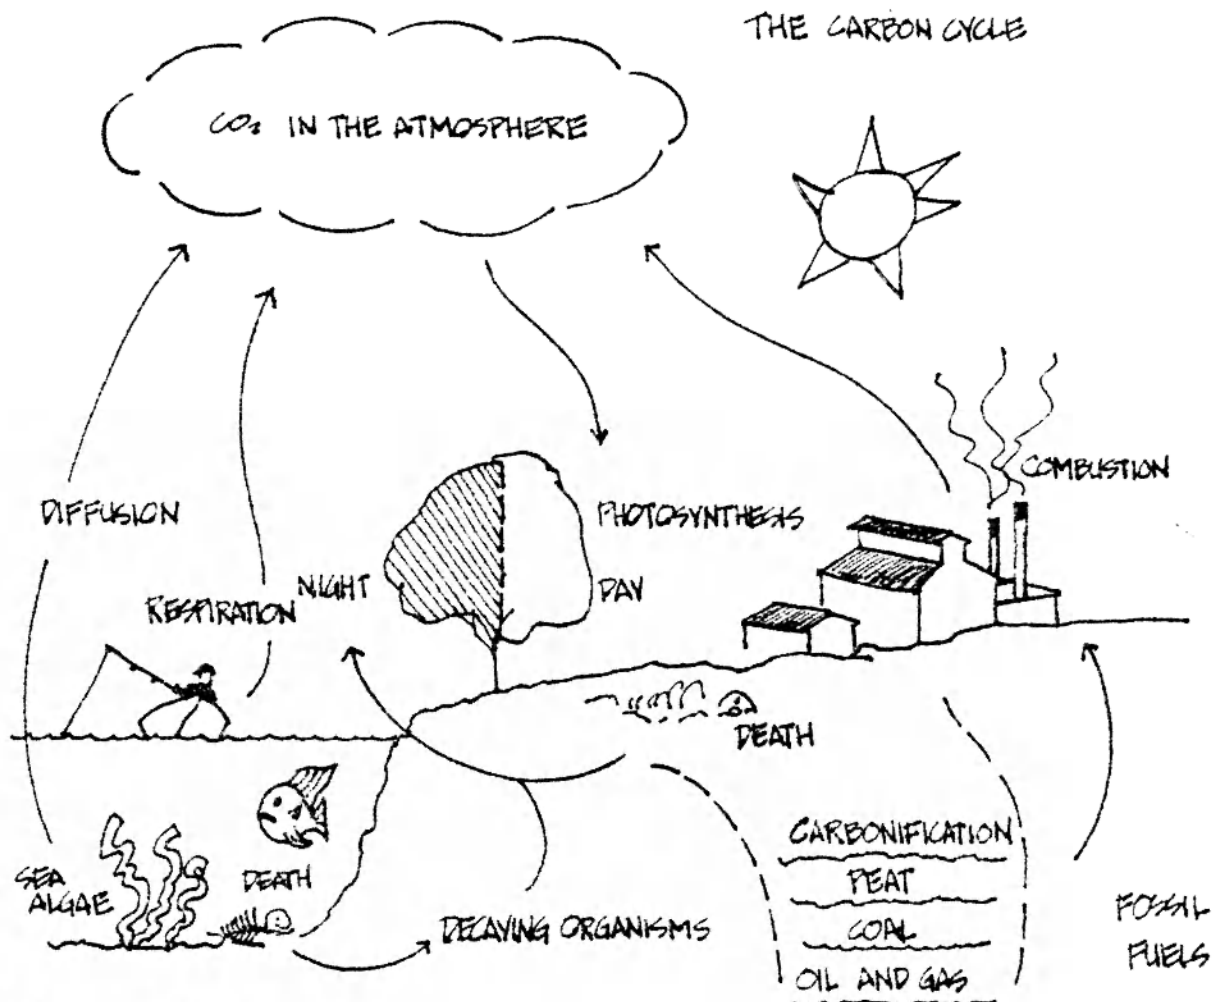 THE CARBON CYCLE
CO₂ IN THE ATMOSPHERE
COMBUSTION
DIFFUSION
PHOTOSYNTHESIS
NIGHT
DAY
RESPIRATION
DEATH
CARBONIFICATION
SEA
ALGAE
DEATH
PEAT
DECAYING ORGANISMS
COAL
FOSSIL
FUELS
OIL AND GAS